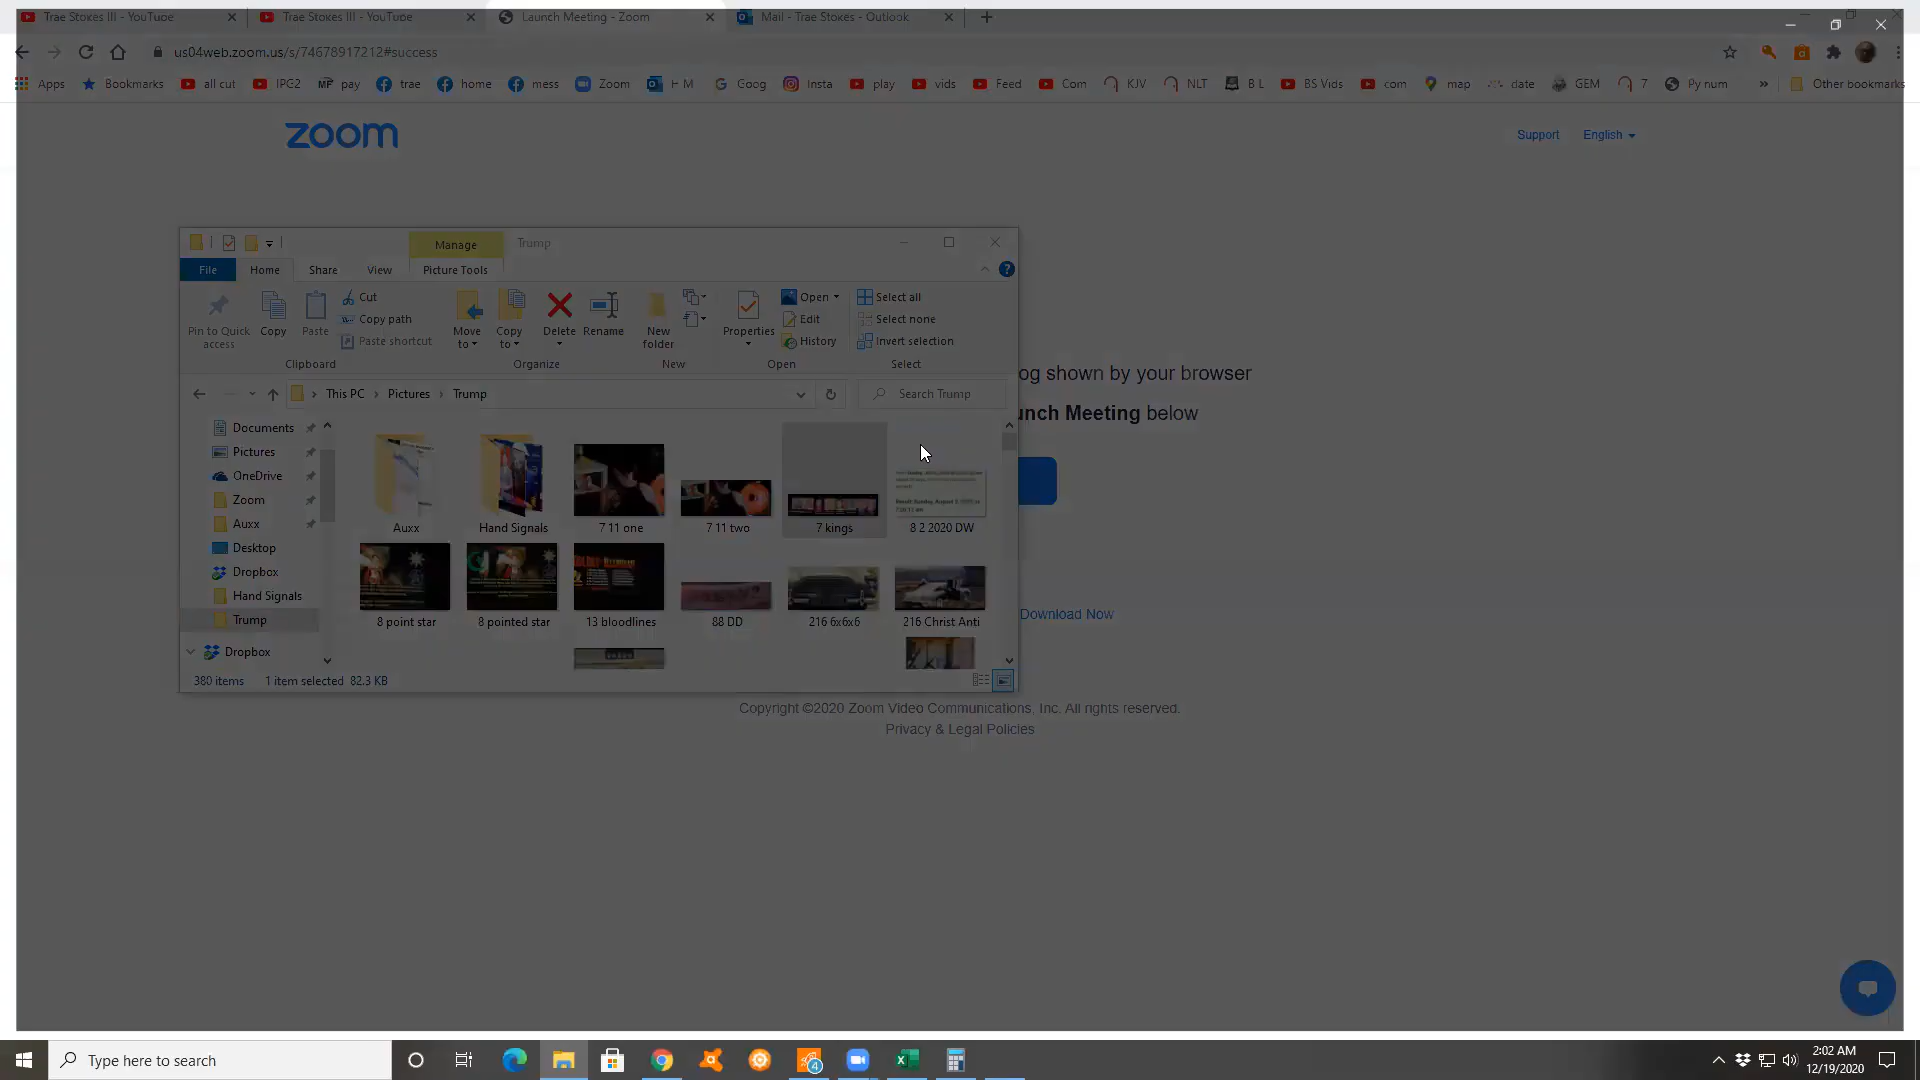 Trae Stokes III - YouTube
Trae Stokes III - YouTube
Launch Meeting - Zoom
Mail - Trae Stokes - Outlook
us04web.zoom.us/s/74678917212#success
Apps
Bookmarks
all cut
IPG2
MF pay
trae
home
mess
Zoom
H M
Goog
Insta
play
vids
Feed
Com
KJV
NLT
B L
BS Vids
com
map
date
GEM
7
Py num
»
Other bookmarks
zoom
Support
English
Manage
Trump
File
Home
Share
View
Picture Tools
Pin to Quick access
Copy
Paste
Cut
Copy path
Paste shortcut
Move to
Copy to
Delete
Rename
New folder
Properties
Open
Edit
History
Select all
Select none
Invert selection
Clipboard
Organize
New
Open
Select
og shown by your browser
unch Meeting below
This PC
Pictures
Trump
Search Trump
Documents
Pictures
OneDrive
Zoom
Auxx
Desktop
Dropbox
Hand Signals
Trump
Dropbox
Auxx
Hand Signals
7 11 one
7 11 two
7 kings
8 2 2020 DW
8 point star
8 pointed star
13 bloodlines
88 DD
216 6x6x6
216 Christ Anti
Download Now
380 items
1 item selected 82.3 KB
Copyright ©2020 Zoom Video Communications, Inc. All rights reserved.
Privacy & Legal Policies
Type here to search
4
2:02 AM
12/19/2020